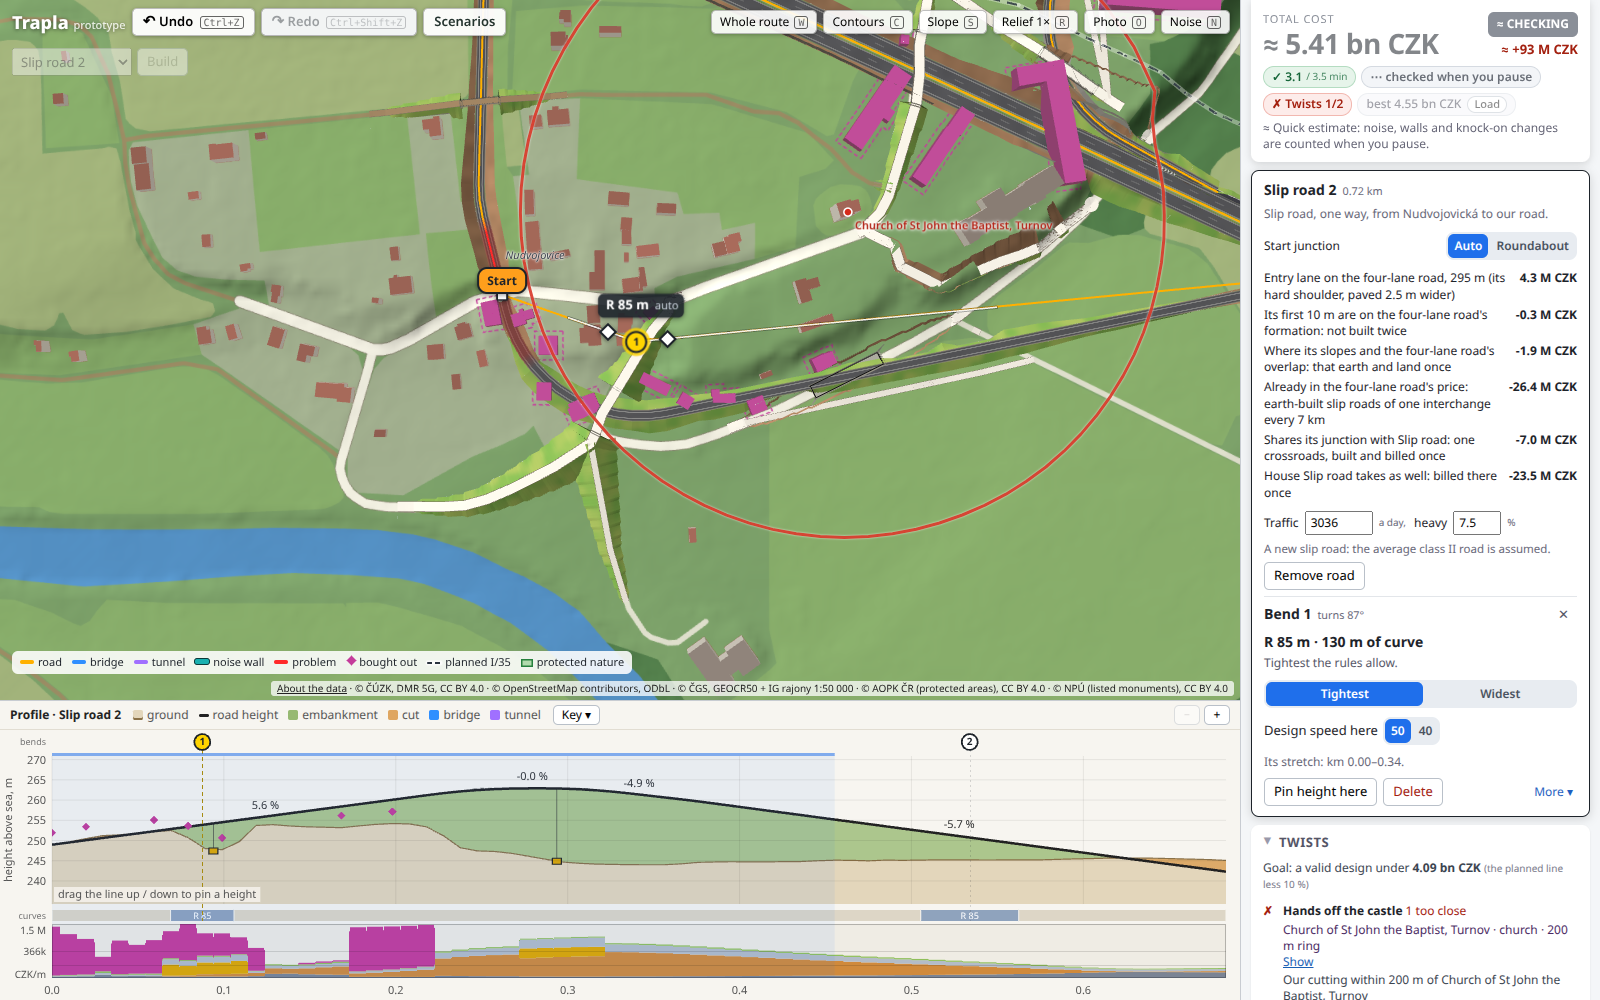 Trapla prototype
↶ Undo Ctrl+Z
↷ Redo Ctrl+Shift+Z
Scenarios
Whole route W
Contours C
Slope S
Relief 1× R
Photo O
Noise N
Slip road 2
Build
Church of St John the Baptist, Turnov
Nudvojovice
Start
R 85 m auto
1
road
bridge
tunnel
noise wall
problem
bought out
planned I/35
protected nature
About the data · © ČÚZK, DMR 5G, CC BY 4.0 · © OpenStreetMap contributors, ODbL · © ČGS, GEOCR50 + IG rajony 1:50 000 · © AOPK ČR (protected areas), CC BY 4.0 · © NPÚ (listed monuments), CC BY 4.0
Profile · Slip road 2
ground
road height
embankment
cut
bridge
tunnel
Key ▾
−
+
bends
1
2
270
265
260
255
250
245
240
height above sea, m
5.6 %
-0.0 %
-4.9 %
-5.7 %
drag the line up / down to pin a height
curves
R 85
R 85
1.5 M
366k
CZK/m
0.0
0.1
0.2
0.3
0.4
0.5
0.6
TOTAL COST
≈ CHECKING
≈ 5.41 bn CZK
≈ +93 M CZK
✓ 3.1 / 3.5 min
··· checked when you pause
✗ Twists 1/2
best 4.55 bn CZK Load
≈ Quick estimate: noise, walls and knock-on changes
are counted when you pause.
Slip road 2 0.72 km
Slip road, one way, from Nudvojovická to our road.
Start junction
Auto
Roundabout
Entry lane on the four-lane road, 295 m (its 4.3 M CZK
hard shoulder, paved 2.5 m wider)
Its first 10 m are on the four-lane road's -0.3 M CZK
formation: not built twice
Where its slopes and the four-lane road's -1.9 M CZK
overlap: that earth and land once
Already in the four-lane road's price: -26.4 M CZK
earth-built slip roads of one interchange
every 7 km
Shares its junction with Slip road: one -7.0 M CZK
crossroads, built and billed once
House Slip road takes as well: billed there -23.5 M CZK
once
Traffic 3036 a day, heavy 7.5 %
A new slip road: the average class II road is assumed.
Remove road
Bend 1 turns 87°
✕
R 85 m · 130 m of curve
Tightest the rules allow.
Tightest
Widest
Design speed here 50 40
Its stretch: km 0.00–0.34.
Pin height here
Delete
More ▾
▼ TWISTS
Goal: a valid design under 4.09 bn CZK (the planned line
less 10 %)
✗ Hands off the castle 1 too close
Church of St John the Baptist, Turnov · church · 200
m ring
Show
Our cutting within 200 m of Church of St John the
Baptist, Turnov